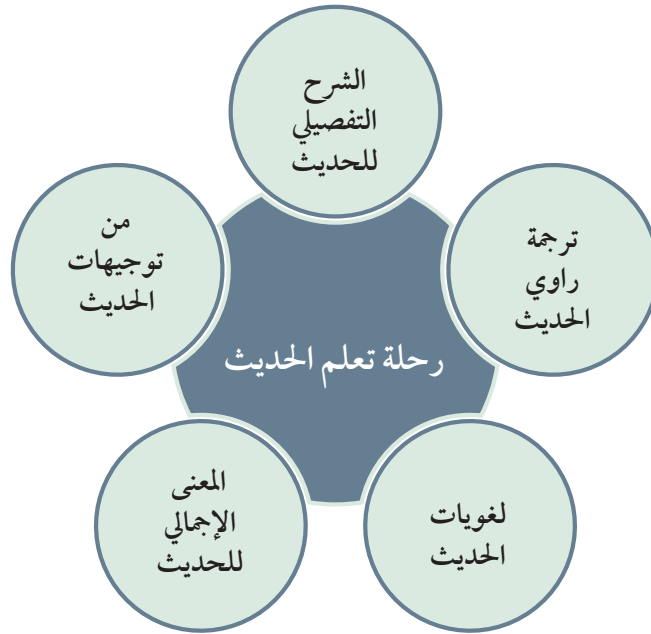 الشرح
التفصيلي
للحديث
ترجمة
راوي
الحديث
من
توجيهات
الحديث
رحلة تعلم الحديث
لغويات
الحديث
المعنى
الإجمالي
للحديث